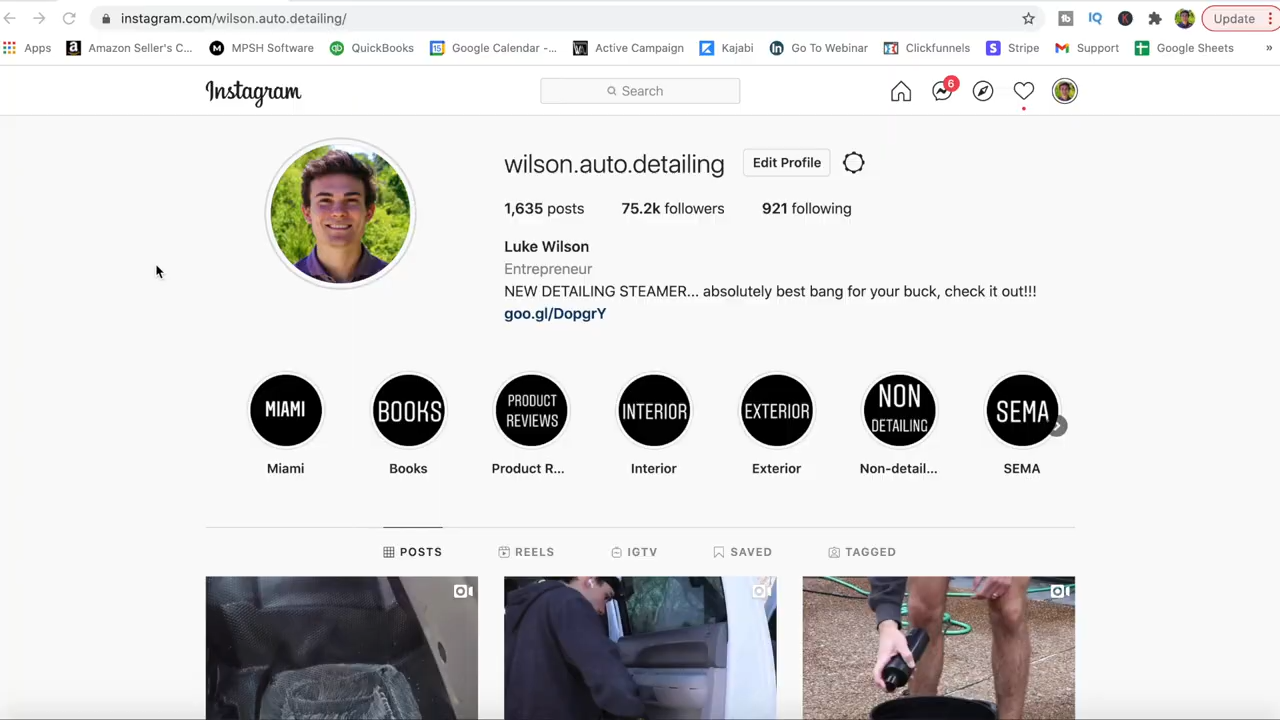 instagram.com/wilson.auto.detailing/
Update
Apps
Amazon Seller's C...
MPSH Software
QuickBooks
Google Calendar -...
Active Campaign
Kajabi
Go To Webinar
Clickfunnels
Stripe
Support
Google Sheets
»
Instagram
Search
6
wilson.auto.detailing
Edit Profile
1,635 posts
75.2k followers
921 following
Luke Wilson
Entrepreneur
NEW DETAILING STEAMER... absolutely best bang for your buck, check it out!!!
goo.gl/DopgrY
MIAMI
BOOKS
PRODUCT
REVIEWS
INTERIOR
EXTERIOR
NON
DETAILING
SEMA
Miami
Books
Product R...
Interior
Exterior
Non-detail...
SEMA
POSTS
REELS
IGTV
SAVED
TAGGED